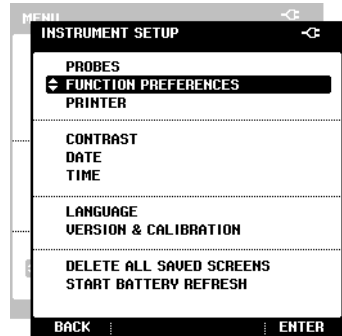 MENU
INSTRUMENT SETUP
PROBES
FUNCTION PREFERENCES
PRINTER
CONTRAST
DATE
TIME
LANGUAGE
VERSION & CALIBRATION
DELETE ALL SAVED SCREENS
START BATTERY REFRESH
BACK ENTER